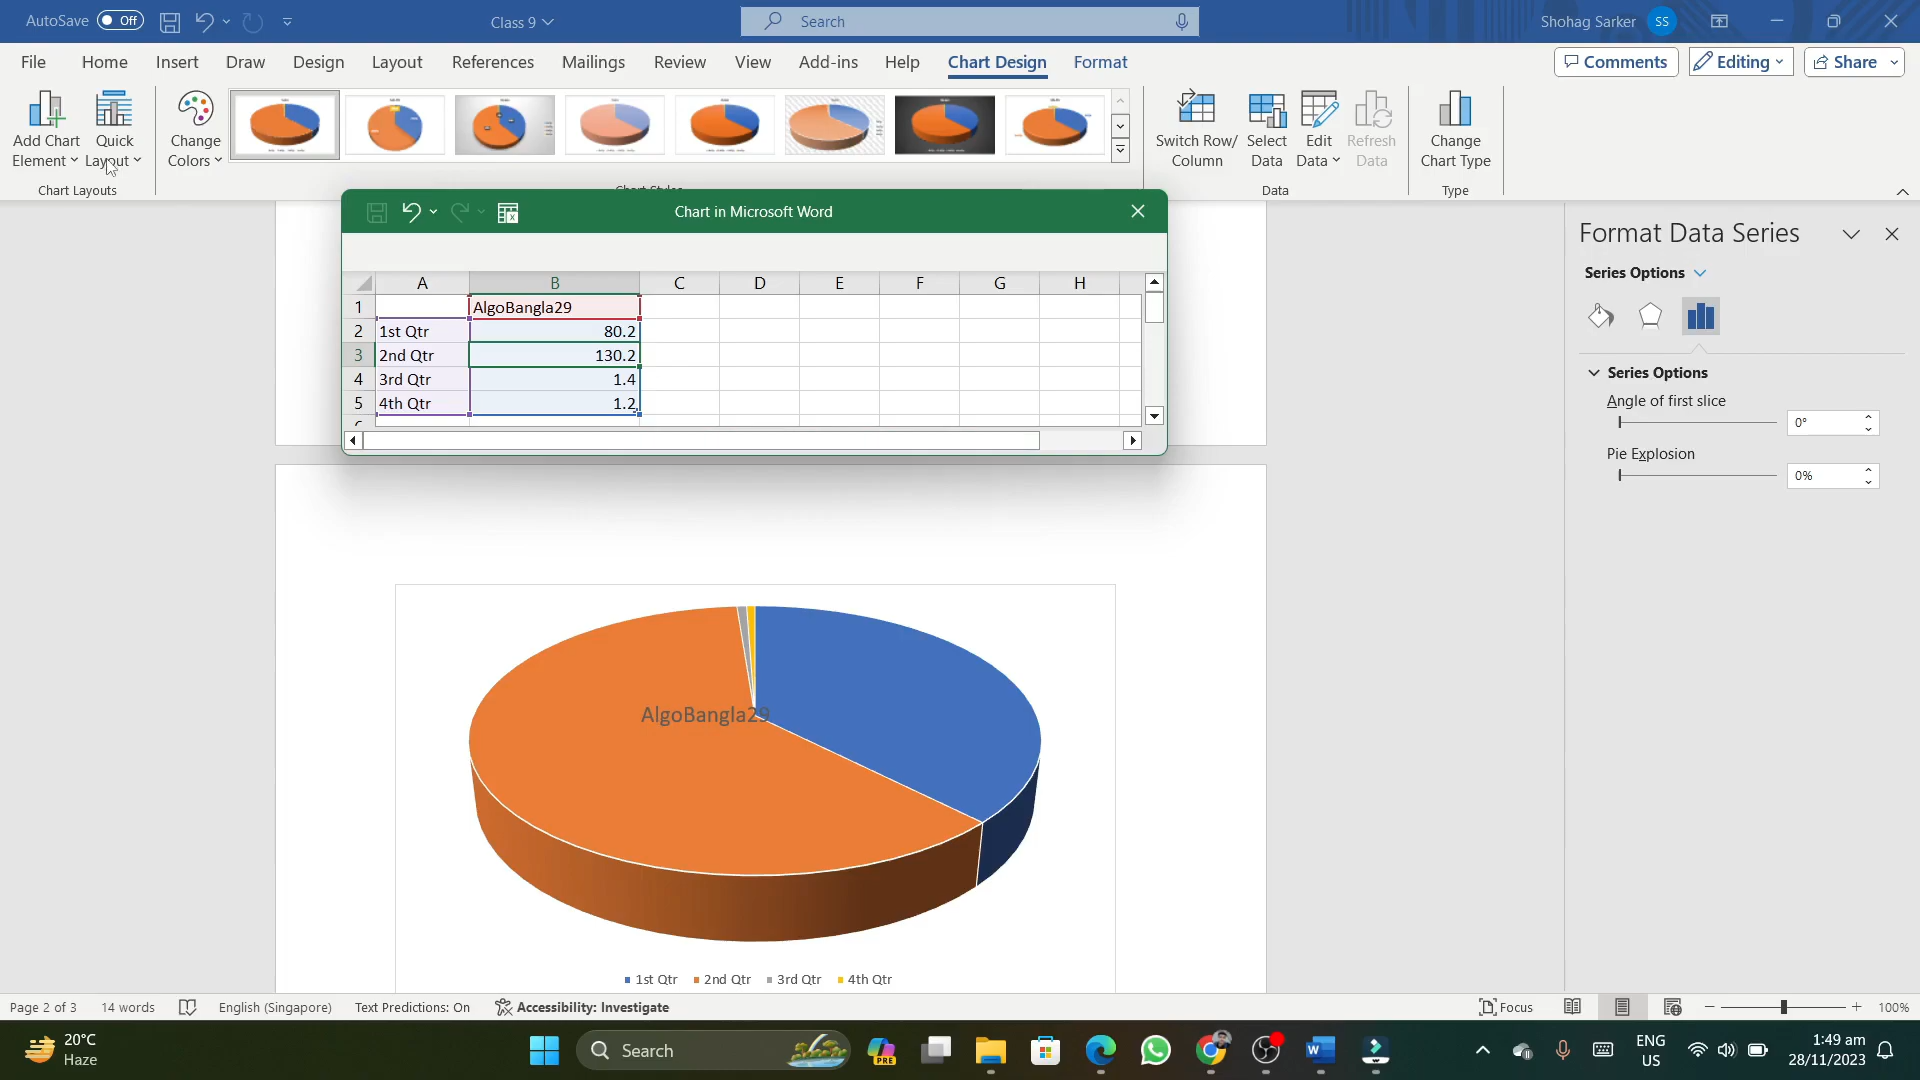 AutoSave Off
Class 9
Search
Shohag Sarker SS
File Home Insert Draw Design Layout References Mailings Review View Add-ins Help Chart Design Format
Comments Editing Share
Add Chart Element
Quick Layout
Change Colors
Switch Row/ Column
Select Data
Edit Data
Refresh Data
Change Chart Type
Chart Layouts
Data
Type
Chart in Microsoft Word
A B C D E F G H
1 AlgoBangla29
2 1st Qtr 80.2
3 2nd Qtr 130.2
4 3rd Qtr 1.4
5 4th Qtr 1.2
Format Data Series
Series Options
Series Options
Angle of first slice
0°
Pie Explosion
0%
AlgoBangla29
1st Qtr 2nd Qtr 3rd Qtr 4th Qtr
Page 2 of 3 14 words English (Singapore) Text Predictions: On Accessibility: Investigate Focus 100%
20°C
Haze
Search
PRE
ENG
US
1:49 am
28/11/2023